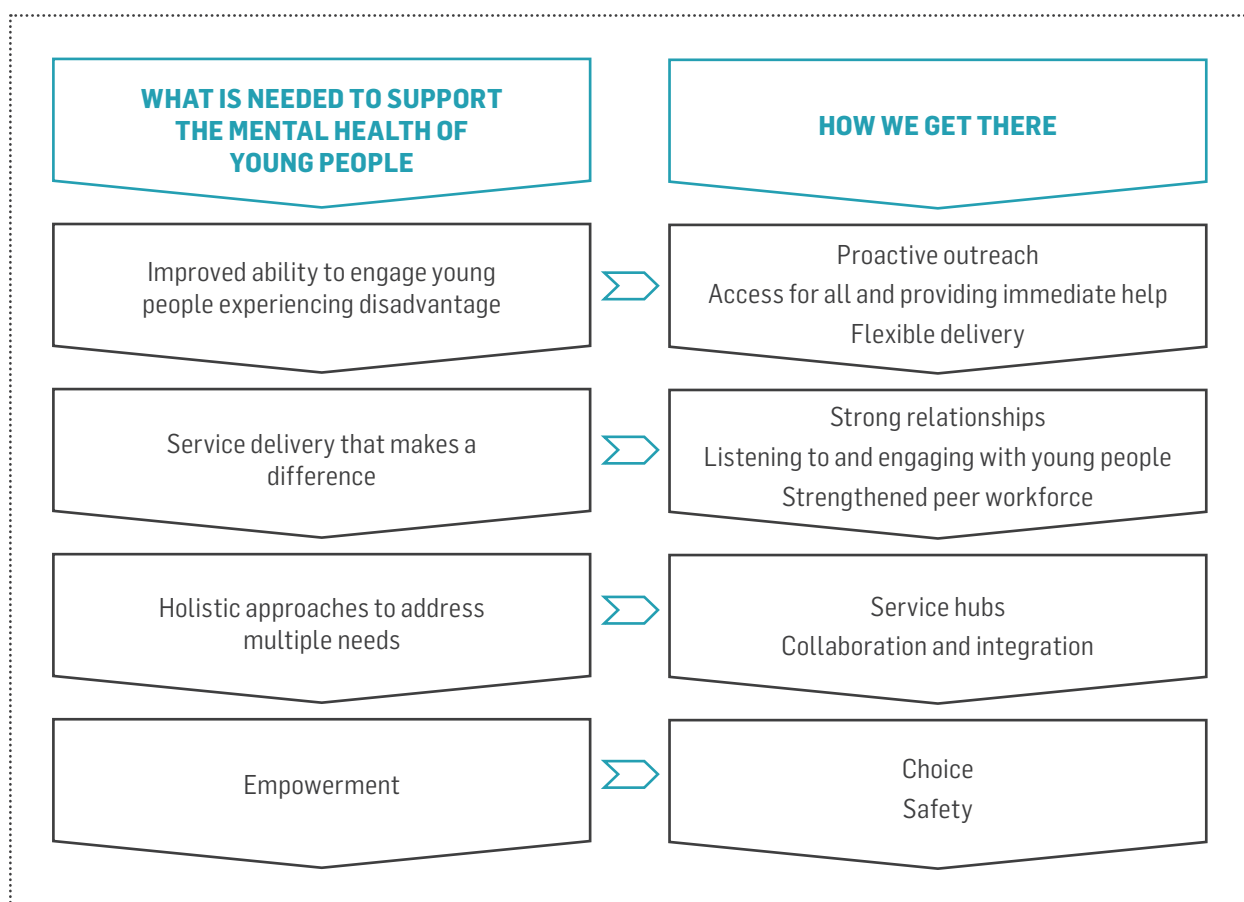 WHAT IS NEEDED TO SUPPORT
THE MENTAL HEALTH OF
YOUNG PEOPLE
HOW WE GET THERE
Improved ability to engage young
people experiencing disadvantage
Proactive outreach
Access for all and providing immediate help
Flexible delivery
Service delivery that makes a
difference
Strong relationships
Listening to and engaging with young people
Strengthened peer workforce
Holistic approaches to address
multiple needs
Service hubs
Collaboration and integration
Empowerment
Choice
Safety